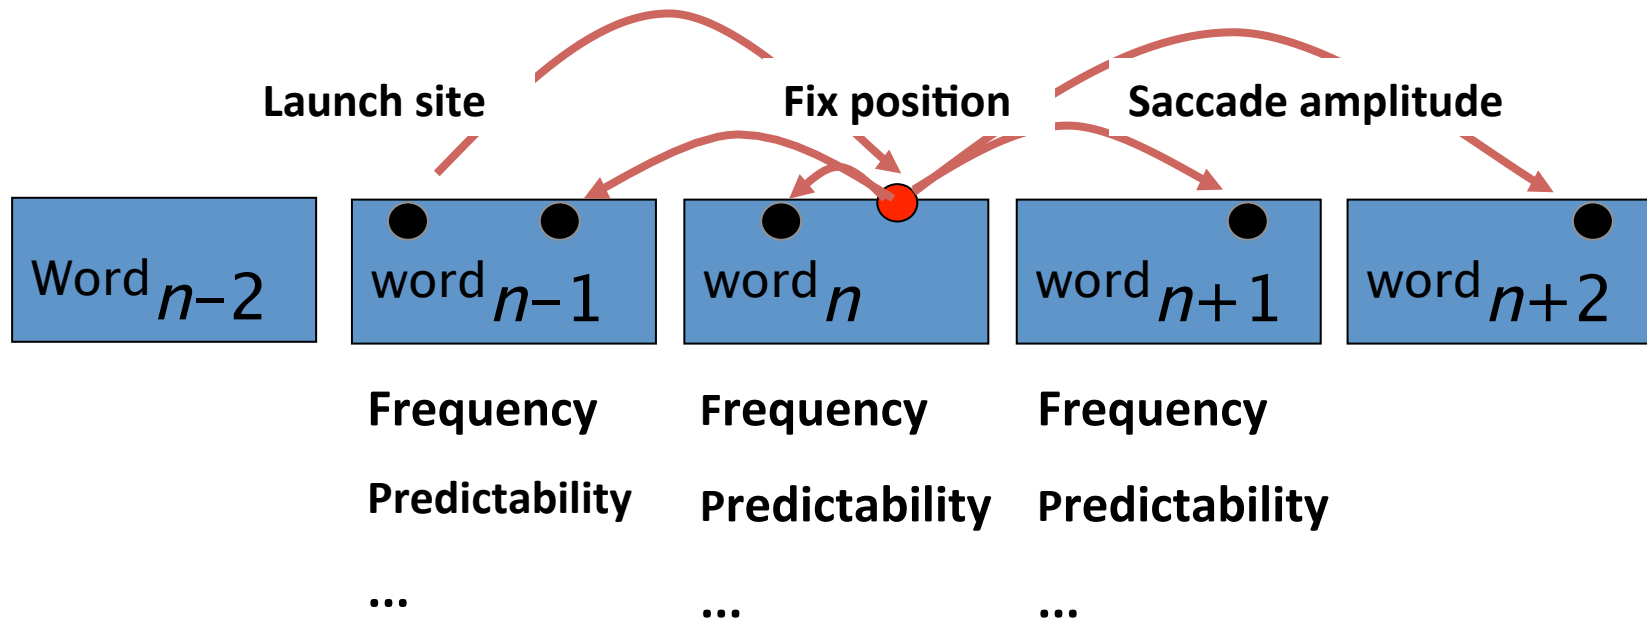 Launch site Fix position Saccade amplitude
Word n-2 word n-1 word n word n+1 word n+2
Frequency Frequency Frequency
Predictability Predictability Predictability
... ... ...